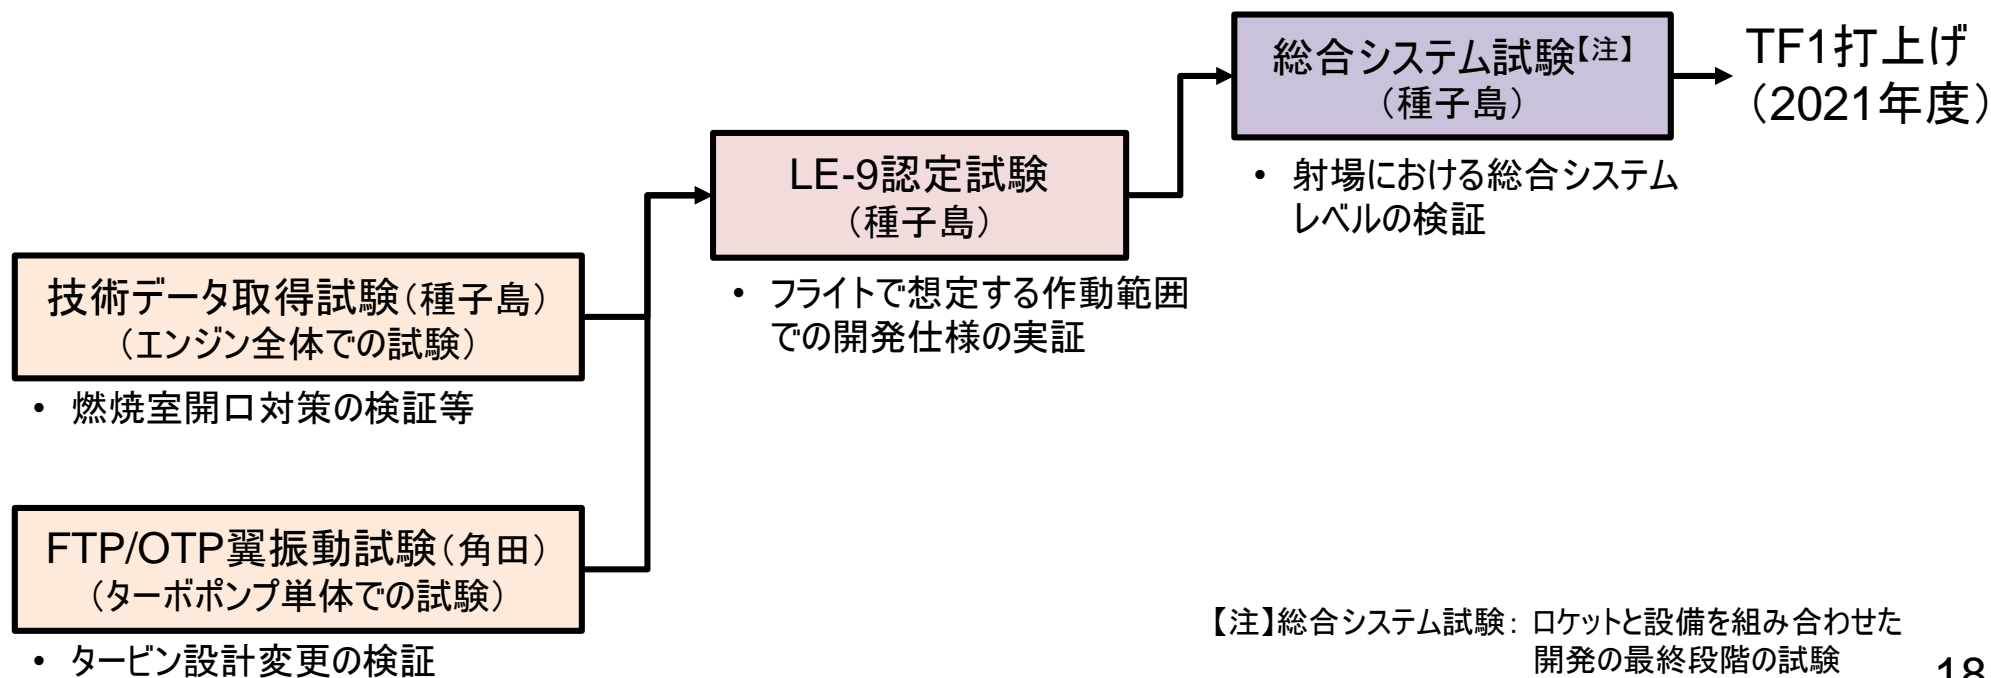 総合システム試験【注】
（種子島）
TF1打上げ
（2021年度）
• 射場における総合システム
レベルの検証
LE-9認定試験
（種子島）
• フライトで想定する作動範囲
での開発仕様の実証
技術データ取得試験（種子島）
（エンジン全体での試験）
• 燃焼室開口対策の検証等
FTP/OTP翼振動試験（角田）
（ターボポンプ単体での試験）
• タービン設計変更の検証
【注】総合システム試験： ロケットと設備を組み合わせた
開発の最終段階の試験
18